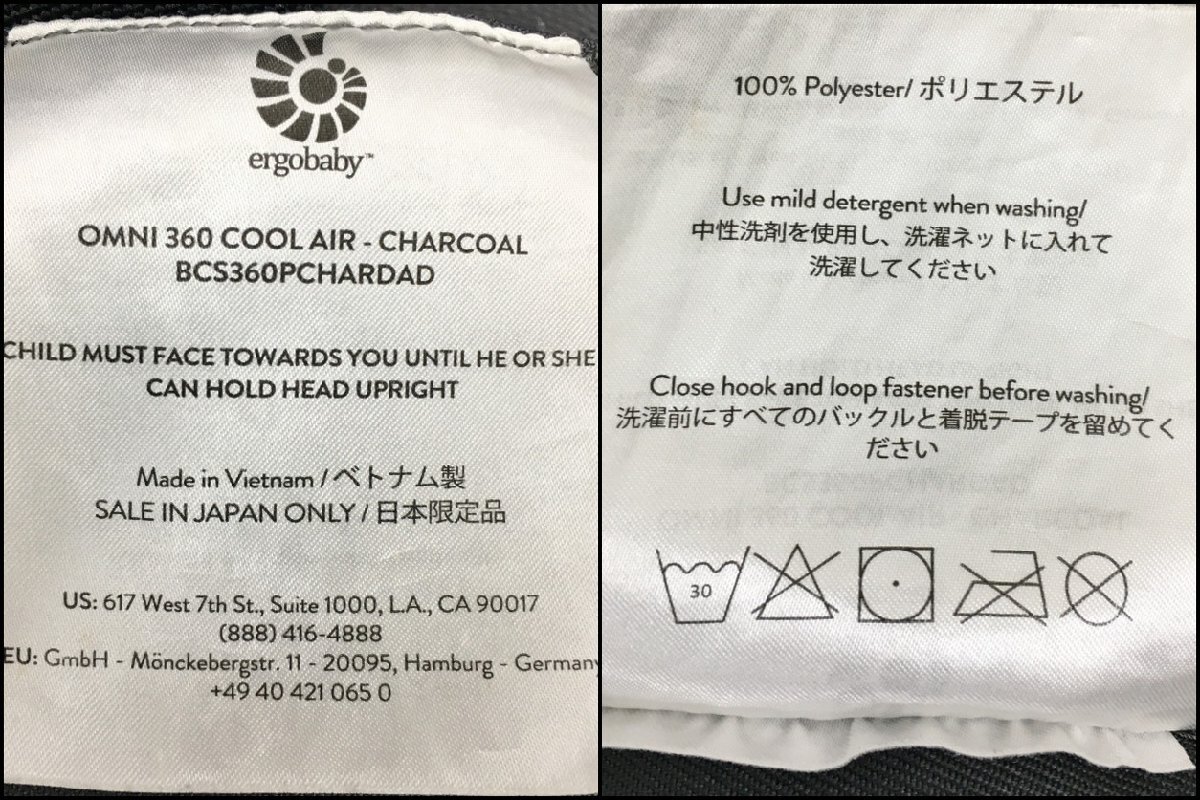 ergobaby™
OMNI 360 COOL AIR - CHARCOAL
BCS360PCHARDAD
CHILD MUST FACE TOWARDS YOU UNTIL HE OR SHE
CAN HOLD HEAD UPRIGHT
Made in Vietnam / ベトナム製
SALE IN JAPAN ONLY / 日本限定品
US: 617 West 7th St., Suite 1000, L.A., CA 90017
(888) 416-4888
EU: GmbH - Mönckebergstr. 11 - 20095, Hamburg - Germany
+49 40 421 065 0
100% Polyester/ ポリエステル
Use mild detergent when washing/
中性洗剤を使用し、洗濯ネットに入れて
洗濯してください
Close hook and loop fastener before washing/
洗濯前にすべてのバックルと着脱テープを留めてく
ださい
30